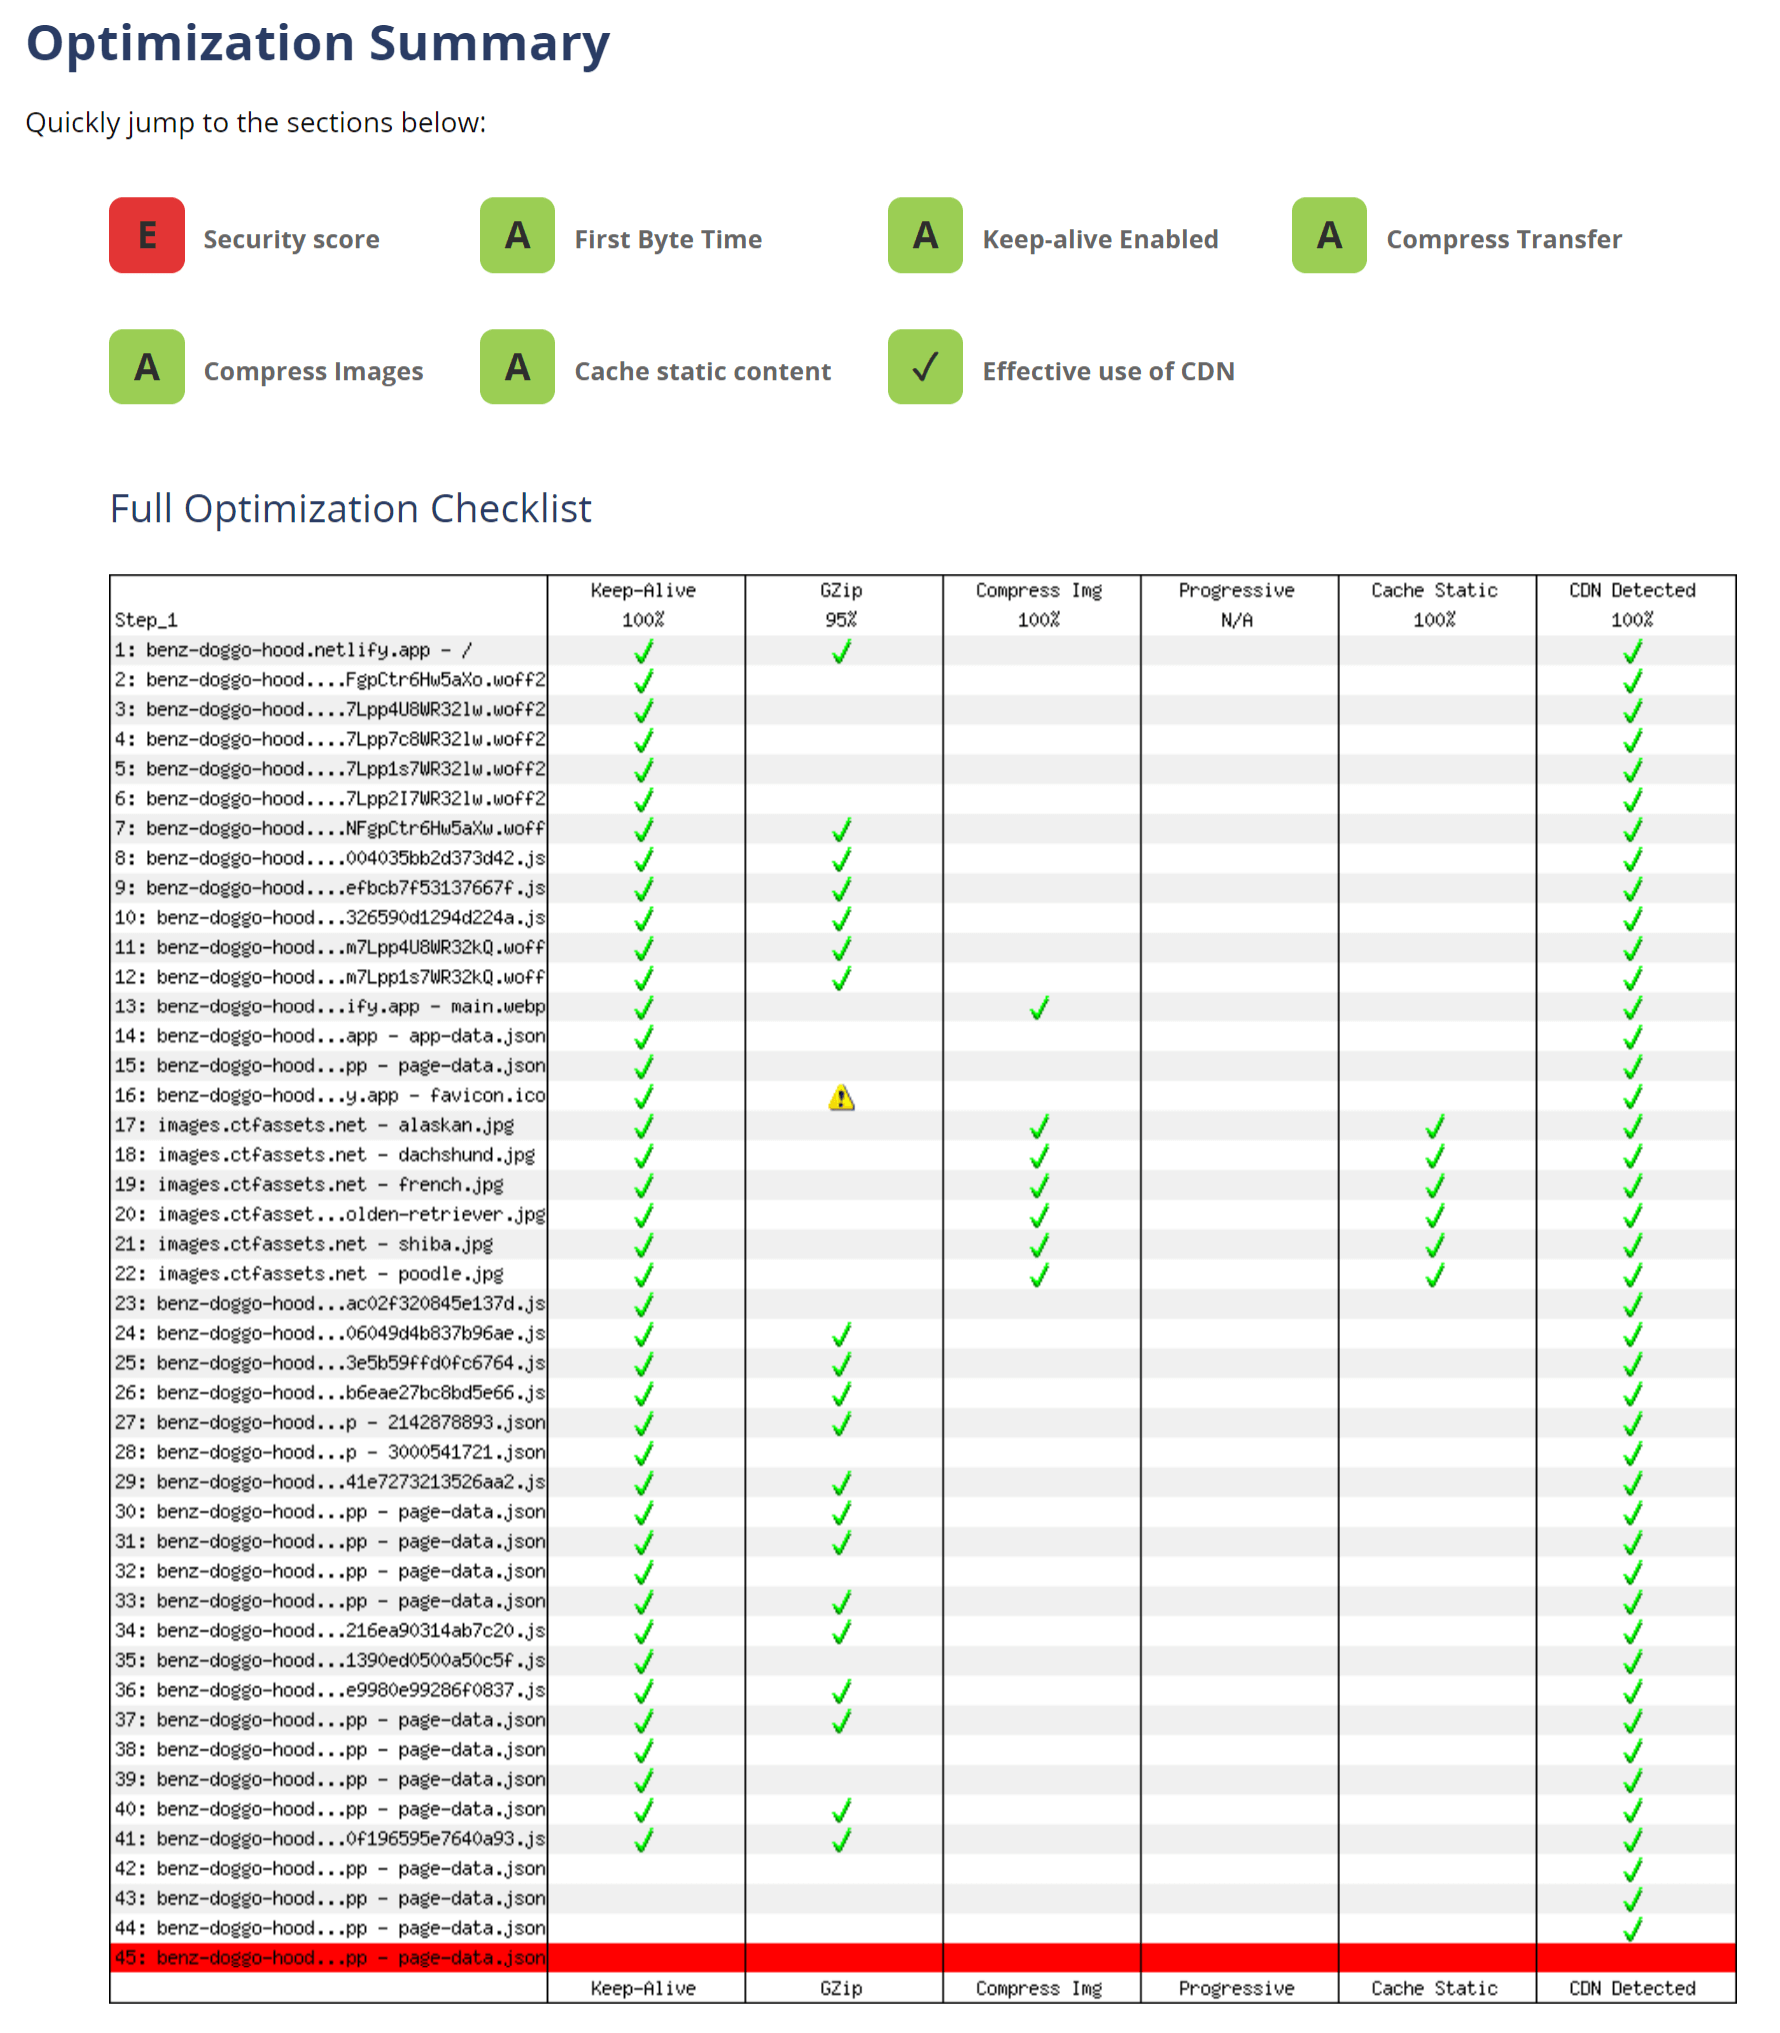 Optimization Summary
Quickly jump to the sections below:
E Security score A First Byte Time A Keep-alive Enabled A Compress Transfer
A Compress Images A Cache static content ✓ Effective use of CDN
Full Optimization Checklist
Keep-Alive GZip Compress Img Progressive Cache Static CDN Detected
Step_1 100% 95% 100% N/A 100% 100%
1: benz-doggo-hood.netlify.app - /
2: benz-doggo-hood....FgpCtr6Hw5aXo.woff2
3: benz-doggo-hood....7Lpp4U8WR32lw.woff2
4: benz-doggo-hood....7Lpp7c8WR32lw.woff2
5: benz-doggo-hood....7Lpp1s7WR32lw.woff2
6: benz-doggo-hood....7Lpp2I7WR32lw.woff2
7: benz-doggo-hood....NFgpCtr6Hw5aXw.woff
8: benz-doggo-hood....004035bb2d373d42.js
9: benz-doggo-hood....efbcb7f53137667f.js
10: benz-doggo-hood...326590d1294d224a.js
11: benz-doggo-hood...m7Lpp4U8WR32kQ.woff
12: benz-doggo-hood...m7Lpp1s7WR32kQ.woff
13: benz-doggo-hood...ify.app - main.webp
14: benz-doggo-hood...app - app-data.json
15: benz-doggo-hood...pp - page-data.json
16: benz-doggo-hood...y.app - favicon.ico
17: images.ctfassets.net - alaskan.jpg
18: images.ctfassets.net - dachshund.jpg
19: images.ctfassets.net - french.jpg
20: images.ctfasset...olden-retriever.jpg
21: images.ctfassets.net - shiba.jpg
22: images.ctfassets.net - poodle.jpg
23: benz-doggo-hood...ac02f320845e137d.js
24: benz-doggo-hood...06049d4b837b96ae.js
25: benz-doggo-hood...3e5b59ffd0fc6764.js
26: benz-doggo-hood...b6eae27bc8bd5e66.js
27: benz-doggo-hood...p - 2142878893.json
28: benz-doggo-hood...p - 3000541721.json
29: benz-doggo-hood...41e7273213526aa2.js
30: benz-doggo-hood...pp - page-data.json
31: benz-doggo-hood...pp - page-data.json
32: benz-doggo-hood...pp - page-data.json
33: benz-doggo-hood...pp - page-data.json
34: benz-doggo-hood...216ea90314ab7c20.js
35: benz-doggo-hood...1390ed0500a50c5f.js
36: benz-doggo-hood...e9980e99286f0837.js
37: benz-doggo-hood...pp - page-data.json
38: benz-doggo-hood...pp - page-data.json
39: benz-doggo-hood...pp - page-data.json
40: benz-doggo-hood...pp - page-data.json
41: benz-doggo-hood...0f196595e7640a93.js
42: benz-doggo-hood...pp - page-data.json
43: benz-doggo-hood...pp - page-data.json
44: benz-doggo-hood...pp - page-data.json
45: benz-doggo-hood...pp - page-data.json
Keep-Alive GZip Compress Img Progressive Cache Static CDN Detected